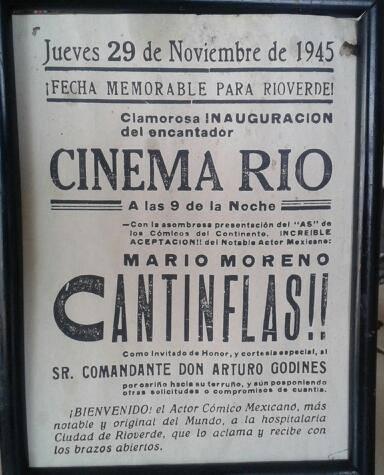 Jueves 29 de Noviembre de 1945
¡FECHA MEMORABLE PARA RIOVERDE!
Clamorosa INAUGURACION
del encantador
CINEMA RIO
A las 9 de la Noche
—Con la asombrosa presentación del "AS" de
los Cómicos del Continente. INCREIBLE
ACEPTACION!! del Notable Actor Mexicano:
MARIO MORENO
CANTINFLAS!!
Como Invitado de Honor, y cortesía especial, al
SR. COMANDANTE DON ARTURO GODINES
por cariño hacia su terruño, y aún posponiendo
otras solicitudes o compromisos de cuantía.
¡BIENVENIDO! el Actor Cómico Mexicano, más
notable y original del Mundo, a la hospitalaria
Ciudad de Rioverde, que lo aclama y recibe con
los brazos abiertos.